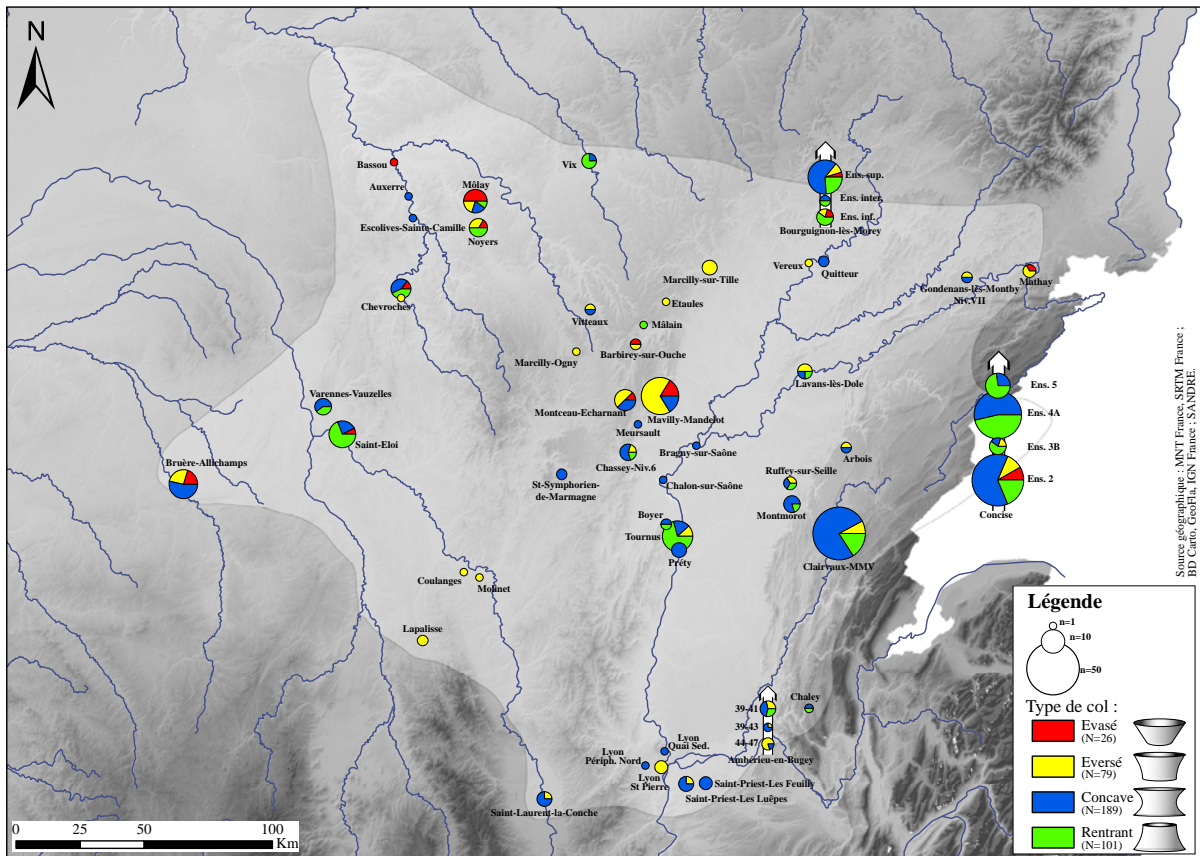 N
Bassou
Auxerre
Escolives-Sainte-Camille
Môlay
Noyers
Vix
Ens. sup.
Ens. inter.
Ens. inf.
Bourguignon-lès-Morey
Vereux
Quitteur
Marcilly-sur-Tille
Gondenans-lès-Montby
Niv.VII
Mathay
Chevroches
Etaules
Vitteaux
Mâlain
Marcilly-Ogny
Barbirey-sur-Ouche
Lavans-lès-Dole
Varennes-Vauzelles
Saint-Eloi
Montceau-Echarnant
Mavilly-Mandelot
Meursault
Bragny-sur-Saône
Chassey-Niv.6
Arbois
Ens. 5
Ens. 4A
Ens. 3B
Ens. 2
Concise
Bruère-Allichamps
St-Symphorien-
de-Marmagne
Chalon-sur-Saône
Ruffey-sur-Seille
Montmorot
Boyer
Tournus
Préty
Clairvaux-MMV
Coulanges
Molinet
Lapalisse
39-41
39-43
44-47
Ambérieu-en-Bugey
Chaley
Lyon
Quai Sed.
Lyon
Périph. Nord
Lyon
St Pierre
Saint-Priest-Les Feuilly
Saint-Priest-Les Luêpes
Saint-Laurent-la-Conche
0 25 50 100
Km
Source géographique : MNT France, SRTM France ;
BD Carto, GeoFla, IGN France ; SANDRE.
Légende
n=1
n=10
n=50
Type de col :
Evasé
(N=26)
Eversé
(N=79)
Concave
(N=189)
Rentrant
(N=101)